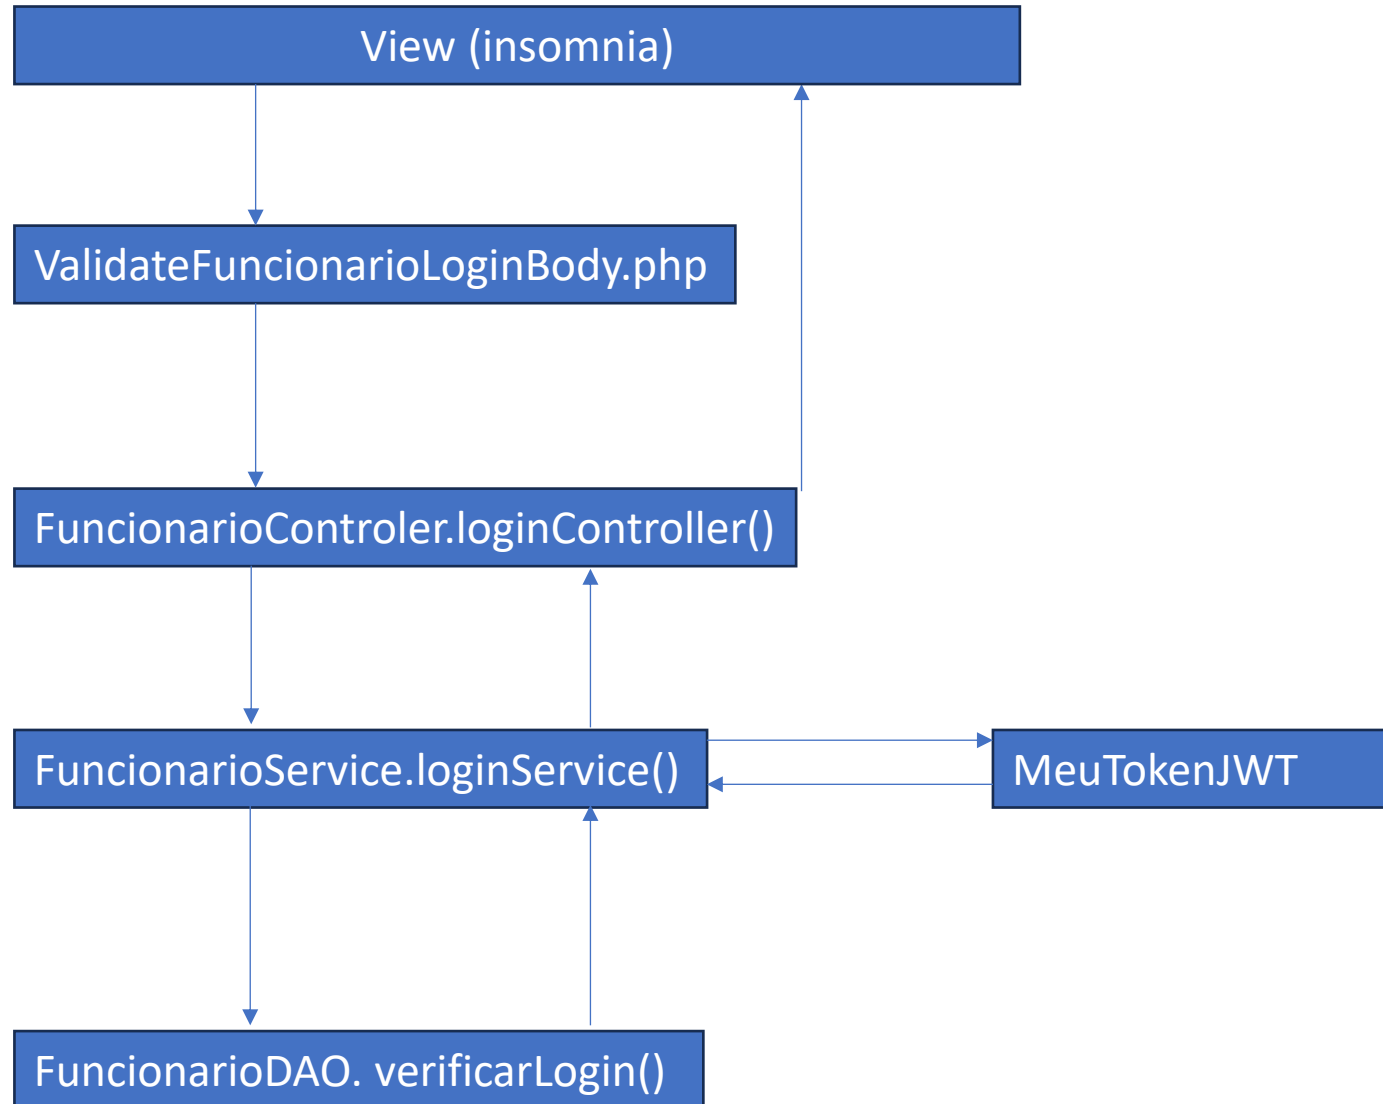 View (insomnia)
ValidateFuncionarioLoginBody.php
FuncionarioControler.loginController()
FuncionarioService.loginService()
MeuTokenJWT
FuncionarioDAO. verificarLogin()